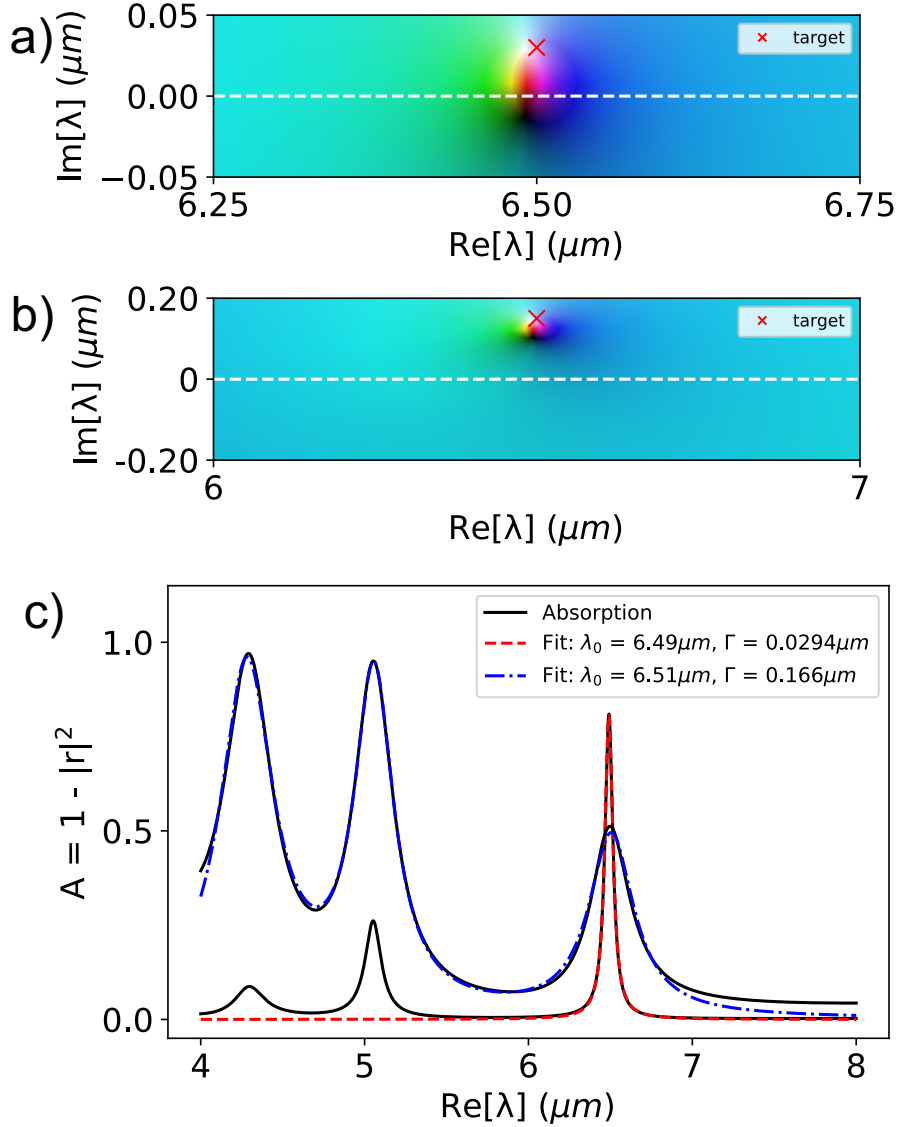 a)
0.05
0.00
−0.05
Im[λ] (μm)
× target
6.25 6.50 6.75
Re[λ] (μm)
b)
0.20
0
-0.20
Im[λ] (μm)
× target
6 7
Re[λ] (μm)
c)
Absorption
Fit: λ₀ = 6.49μm, Γ = 0.0294μm
Fit: λ₀ = 6.51μm, Γ = 0.166μm
1.0
0.5
0.0
A = 1 - |r|²
4 5 6 7 8
Re[λ] (μm)